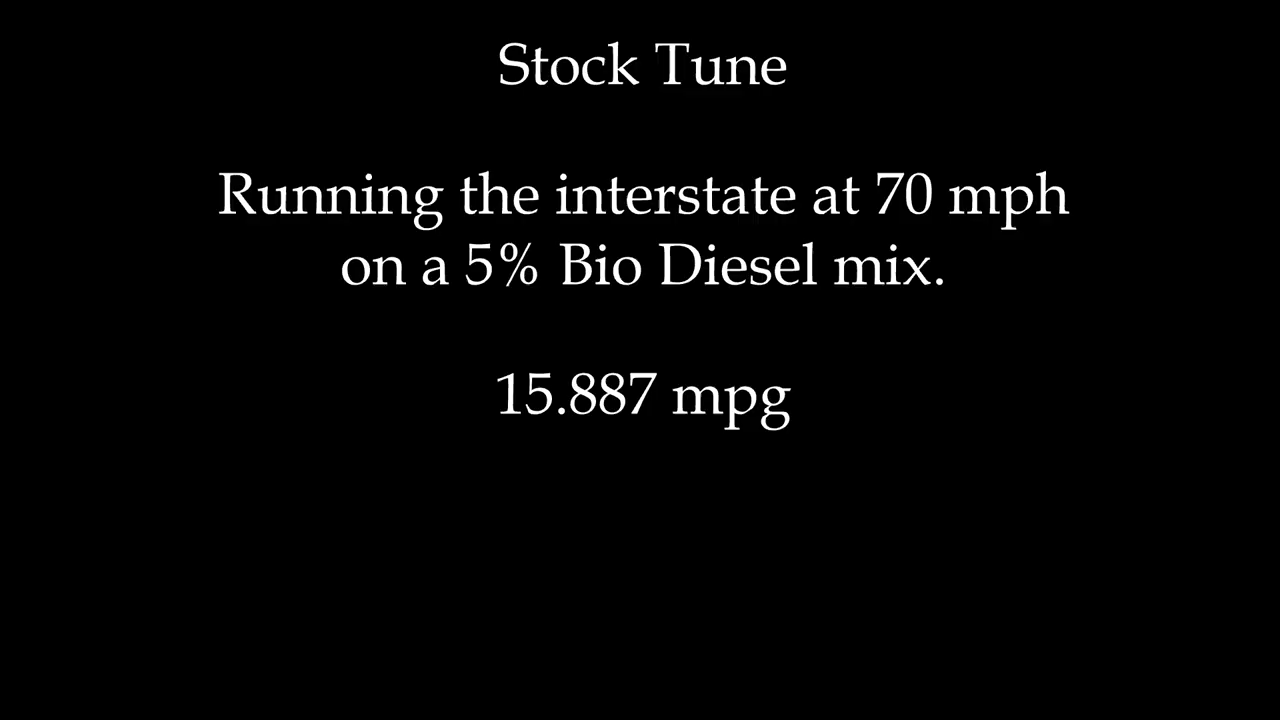 Stock Tune
Running the interstate at 70 mph
on a 5% Bio Diesel mix.
15.887 mpg